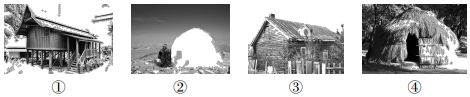 ① ② ③ ④